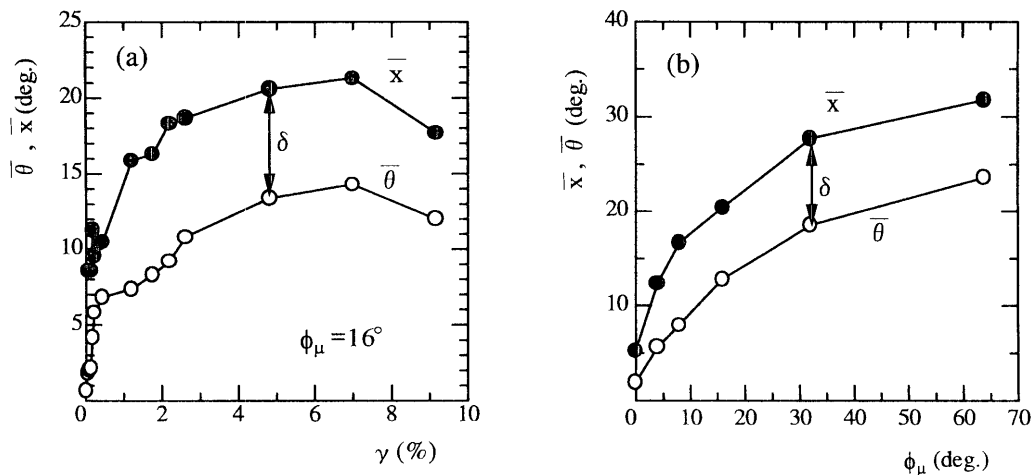 (a)
25
20
15
10
5
0
0 2 4 6 8 10
θ̅ , x̅ (deg.)
γ (%)
x̅
δ
θ̅
ϕμ = 16°
(b)
40
30
20
10
0
0 10 20 30 40 50 60 70
x̅ , θ̅ (deg.)
ϕμ (deg.)
x̅
δ
θ̅